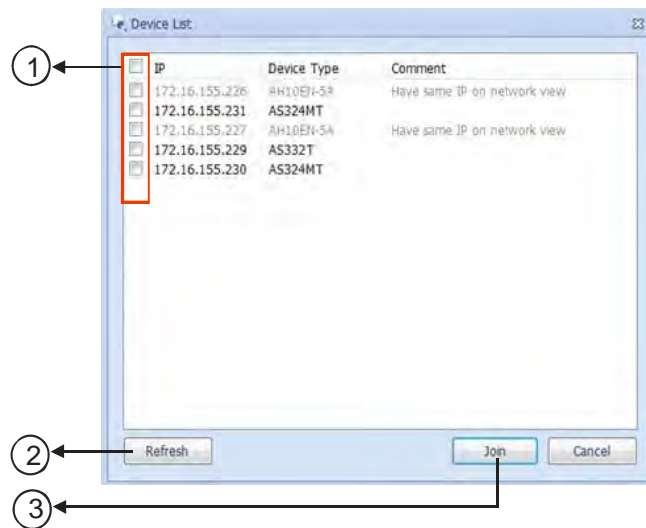 Device List
1
IP Device Type Comment
172.16.155.226 AH10EN-5A Have same IP on network view
172.16.155.231 AS324MT
172.16.155.227 AH10EN-5A Have same IP on network view
172.16.155.229 AS332T
172.16.155.230 AS324MT
2
Refresh Join Cancel
3